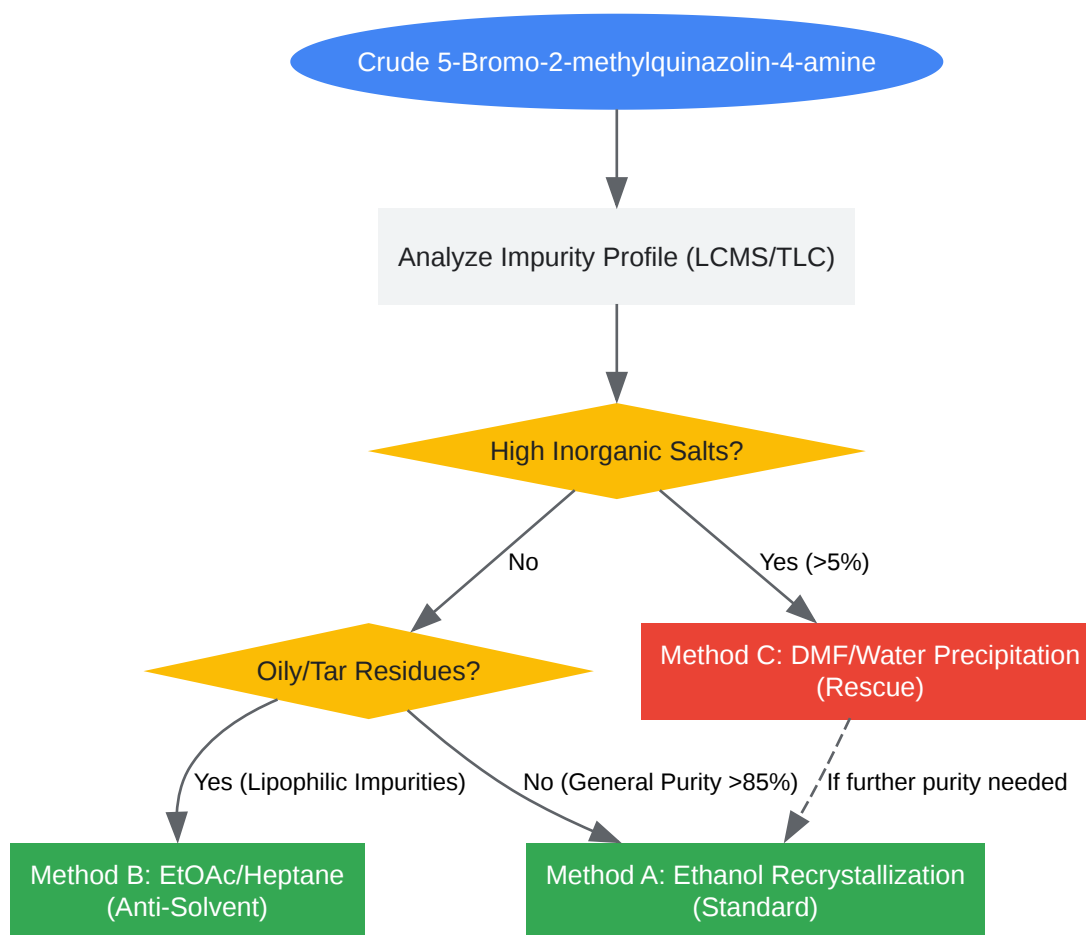 Crude 5-Bromo-2-methylquinazolin-4-amine
Analyze Impurity Profile (LCMS/TLC)
High Inorganic Salts?
No
Yes (>5%)
Oily/Tar Residues?
Method C: DMF/Water Precipitation
(Rescue)
Yes (Lipophilic Impurities)
No (General Purity >85%)
If further purity needed
Method B: EtOAc/Heptane
(Anti-Solvent)
Method A: Ethanol Recrystallization
(Standard)